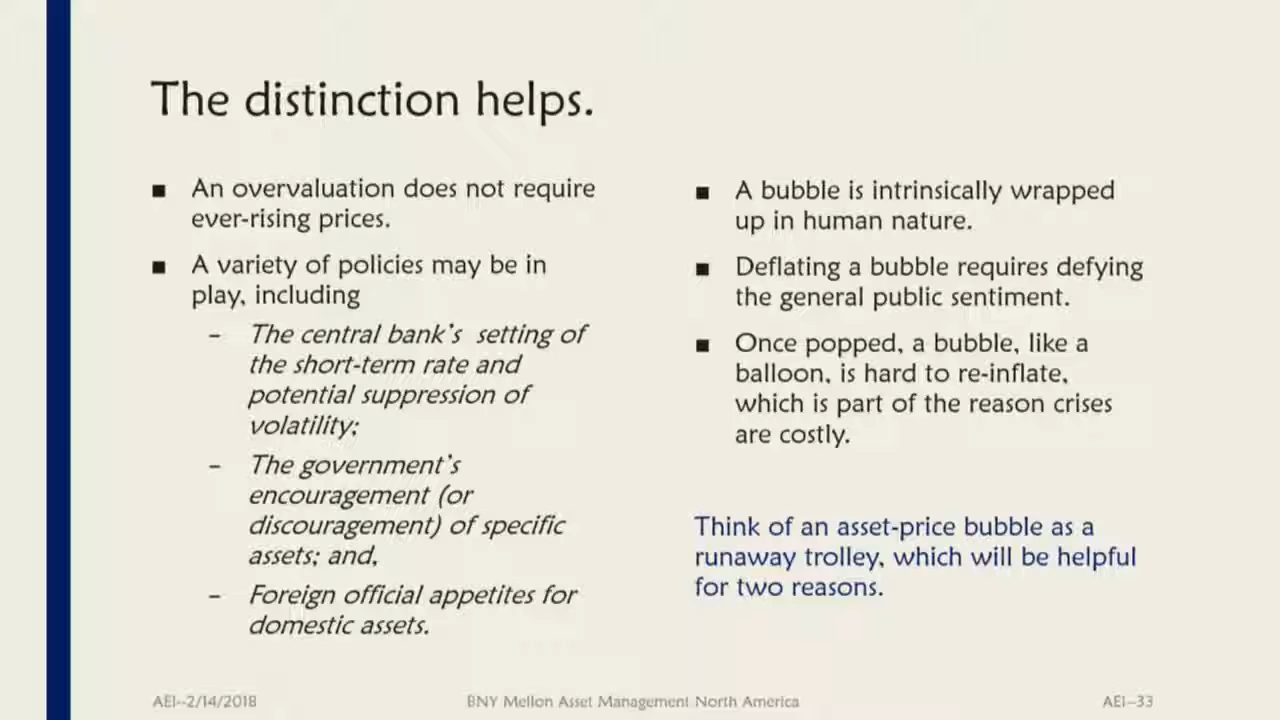 The distinction helps.
■ An overvaluation does not require
ever-rising prices.
■ A variety of policies may be in
play, including
– The central bank's setting of
the short-term rate and
potential suppression of
volatility;
– The government's
encouragement (or
discouragement) of specific
assets; and,
– Foreign official appetites for
domestic assets.
■ A bubble is intrinsically wrapped
up in human nature.
■ Deflating a bubble requires defying
the general public sentiment.
■ Once popped, a bubble, like a
balloon, is hard to re-inflate,
which is part of the reason crises
are costly.
Think of an asset-price bubble as a
runaway trolley, which will be helpful
for two reasons.
AEI--2/14/2018
BNY Mellon Asset Management North America
AEI–33